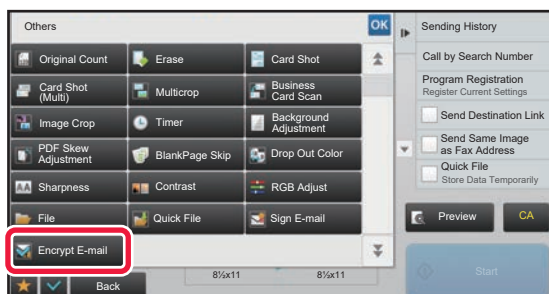 Others
OK
Original Count
Erase
Card Shot
Card Shot
(Multi)
Multicrop
Business
Card Scan
Image Crop
Timer
Background
Adjustment
PDF Skew
Adjustment
BlankPage Skip
Drop Out Color
AA
Sharpness
Contrast
RGB Adjust
File
Quick File
Sign E-mail
Encrypt E-mail
8½x11
8½x11
Back
Sending History
Call by Search Number
Program Registration
Register Current Settings
Send Destination Link
Send Same Image
as Fax Address
Quick File
Store Data Temporarily
Preview
CA
Start